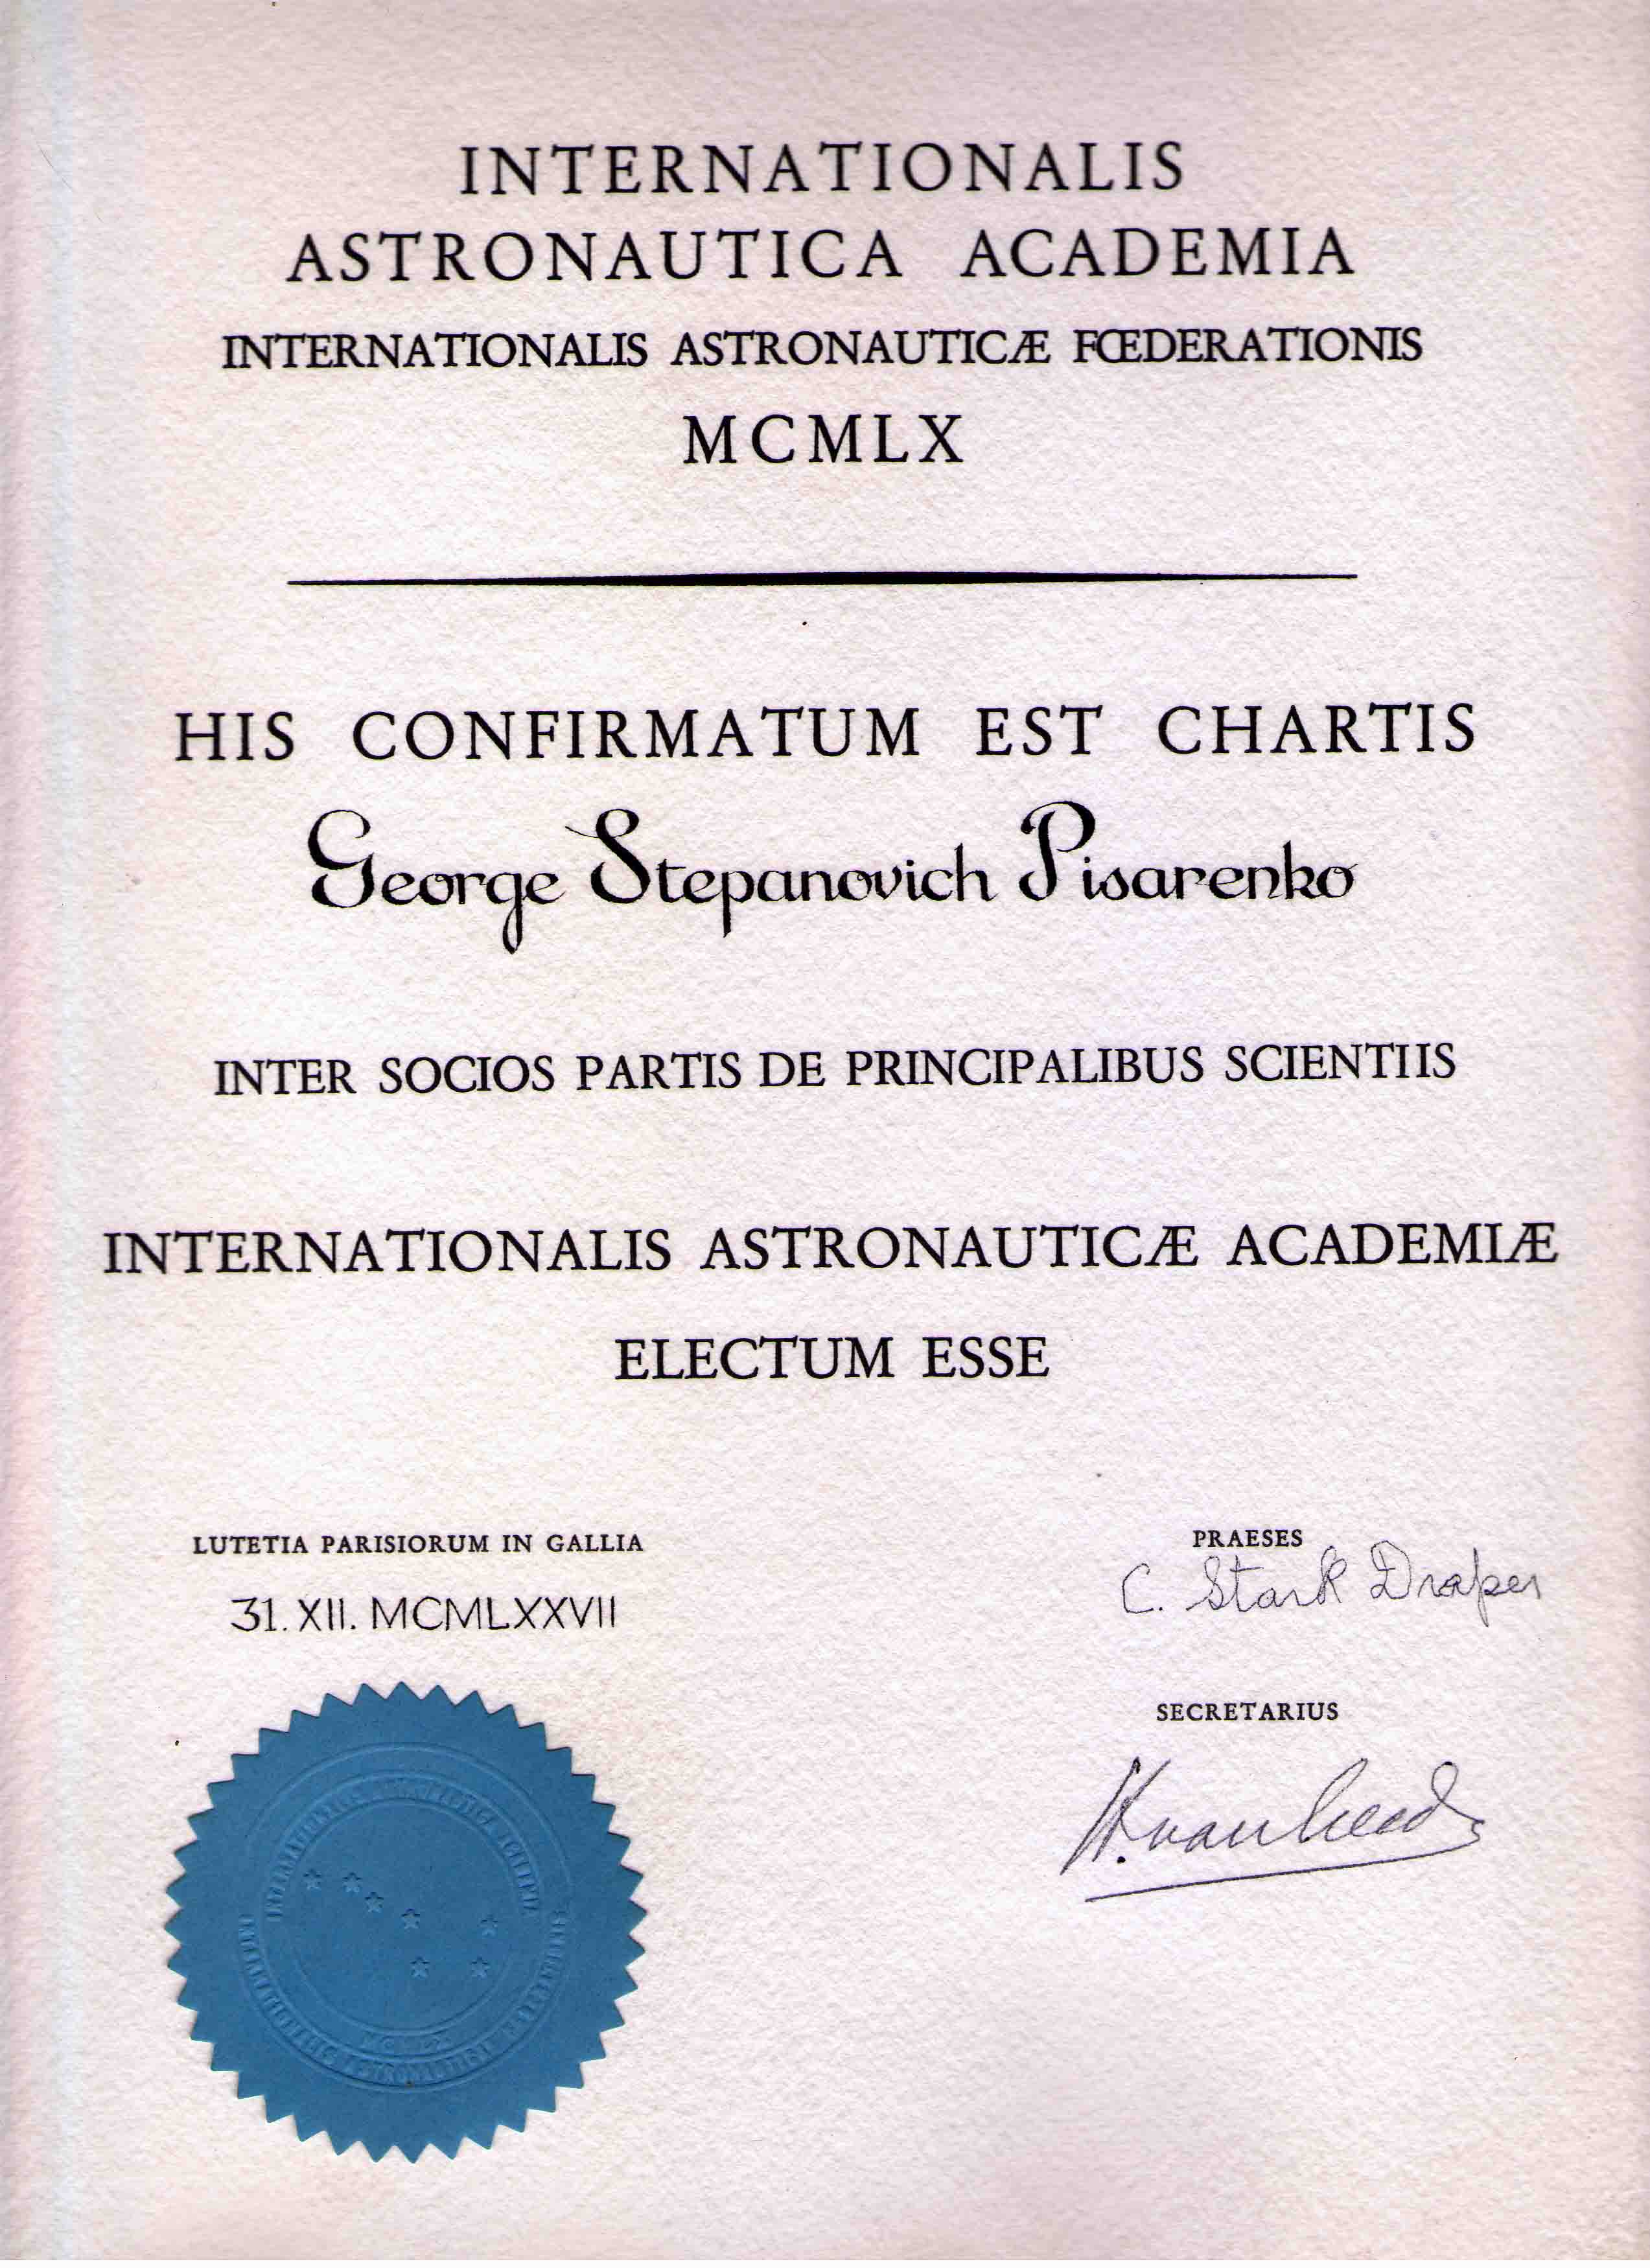 INTERNATIONALIS
ASTRONAUTICA ACADEMIA
INTERNATIONALIS ASTRONAUTICÆ FŒDERATIONIS
MCMLX
HIS CONFIRMATUM EST CHARTIS
George Stepanovich Pisarenko
INTER SOCIOS PARTIS DE PRINCIPALIBUS SCIENTIIS
INTERNATIONALIS ASTRONAUTICÆ ACADEMIÆ
ELECTUM ESSE
LUTETIA PARISIORUM IN GALLIA
31. XII. MCMLXXVII
PRAESES
C. Stark Draper
SECRETARIUS